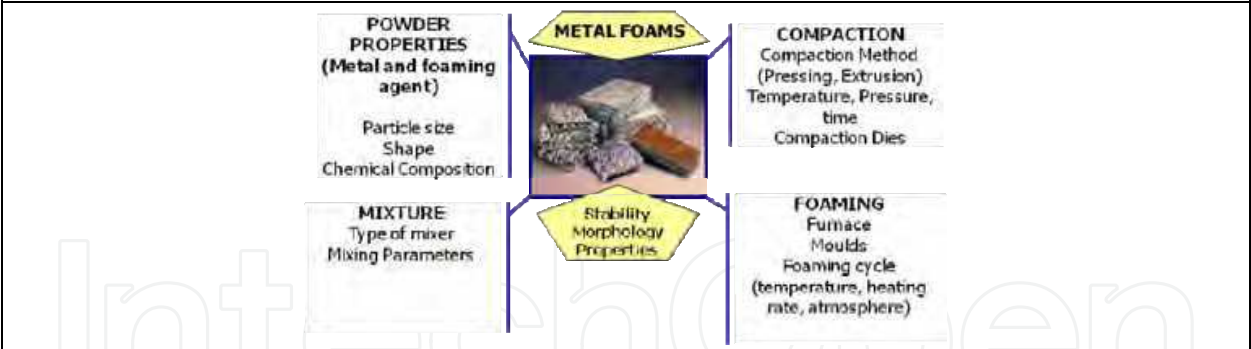 POWDER
PROPERTIES
(Metal and foaming
agent)
Particle size
Shape
Chemical Composition
METAL FOAMS
COMPACTION
Compaction Method
(Pressing, Extrusion)
Temperature, Pressure,
time
Compaction Dies
MIXTURE
Type of mixer
Mixing Parameters
Stability
Morphology
Properties
FOAMING
Furnace
Moulds
Foaming cycle
(temperature, heating
rate, atmosphere)